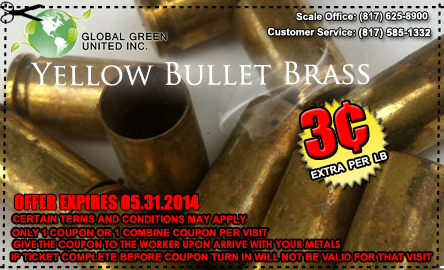 GLOBAL GREEN
UNITED INC.
Scale Office: (817) 625-8900
Customer Service: (817) 585-1332
YELLOW BULLET BRASS
3¢
EXTRA PER LB
OFFER EXPIRES 05.31.2014
CERTAIN TERMS AND CONDITIONS MAY APPLY
ONLY 1 COUPON OR 1 COMBINE COUPON PER VISIT
GIVE THE COUPON TO THE WORKER UPON ARRIVE WITH YOUR METALS
IF TICKET COMPLETE BEFORE COUPON TURN IN WILL NOT BE VALID FOR THAT VISIT